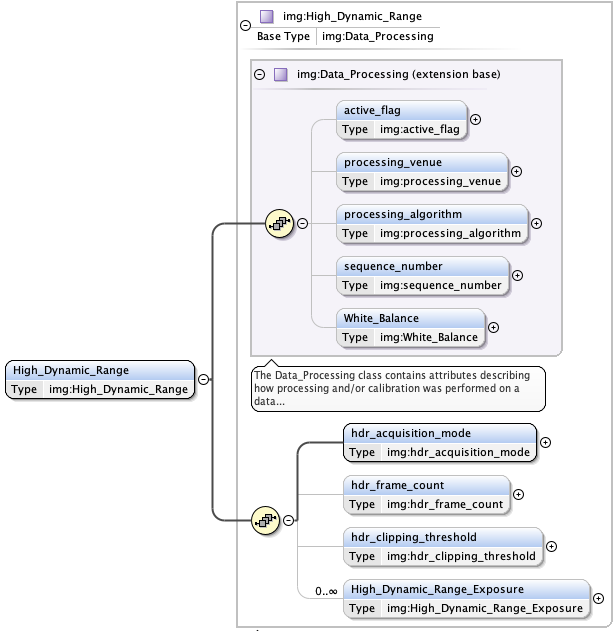 img:High_Dynamic_Range
Base Type img:Data_Processing
img:Data_Processing (extension base)
active_flag
Type img:active_flag
processing_venue
Type img:processing_venue
processing_algorithm
Type img:processing_algorithm
sequence_number
Type img:sequence_number
White_Balance
Type img:White_Balance
High_Dynamic_Range
Type img:High_Dynamic_Range
The Data_Processing class contains attributes describing
how processing and/or calibration was performed on a
data...
hdr_acquisition_mode
Type img:hdr_acquisition_mode
hdr_frame_count
Type img:hdr_frame_count
hdr_clipping_threshold
Type img:hdr_clipping_threshold
0..∞
High_Dynamic_Range_Exposure
Type img:High_Dynamic_Range_Exposure